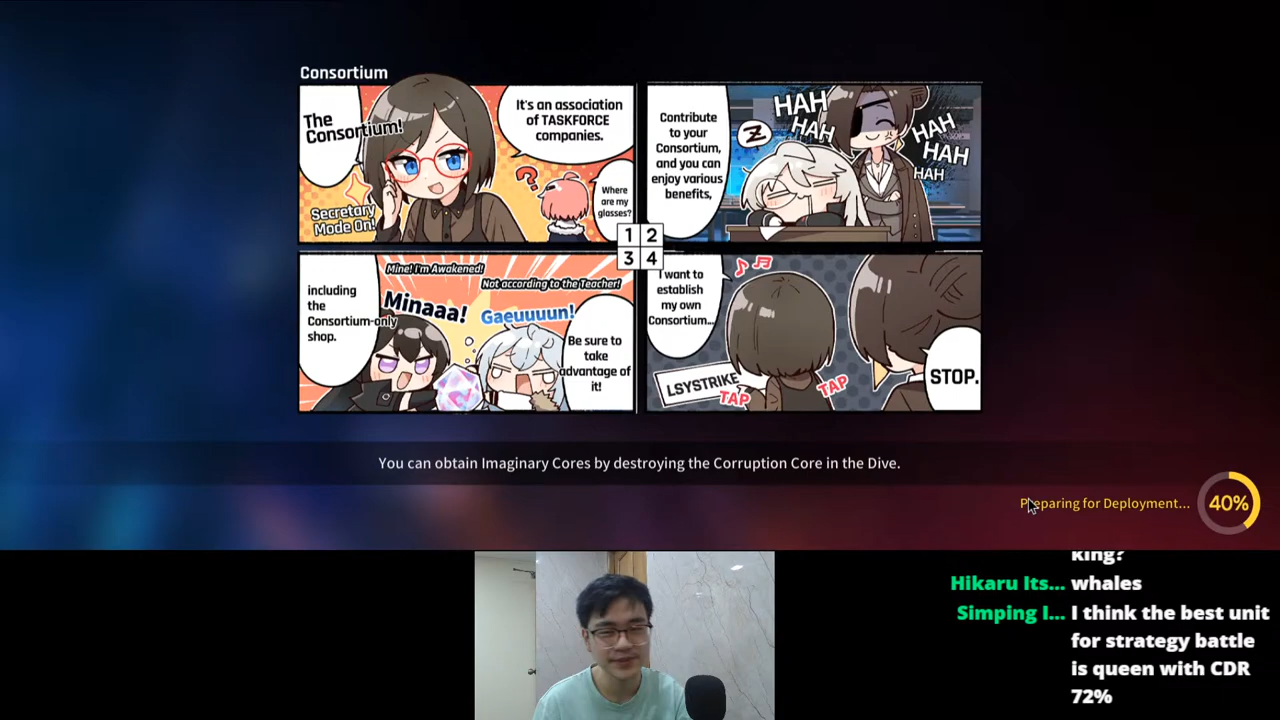 Consortium
The
Consortium!
It's an association
of TASKFORCE
companies.
Where
are my
glasses?
?
Secretary
Mode On!
Contribute
to your
Consortium,
and you can
enjoy various
benefits,
Z
HAH
HAH
HAH
HAH
HAH
1 2
3 4
including
the
Consortium-only
shop.
Mine! I'm Awakened!
Not according to the Teacher!
Minaaa!
Gaeuuuun!
Be sure to
take
advantage of
it!
I want to
establish
my own
Consortium...
LSYSTRIKE
TAP
TAP
STOP.
You can obtain Imaginary Cores by destroying the Corruption Core in the Dive.
Preparing for Deployment...
40%
king?
Hikaru Its... whales
Simping I... I think the best unit
for strategy battle
is queen with CDR
72%